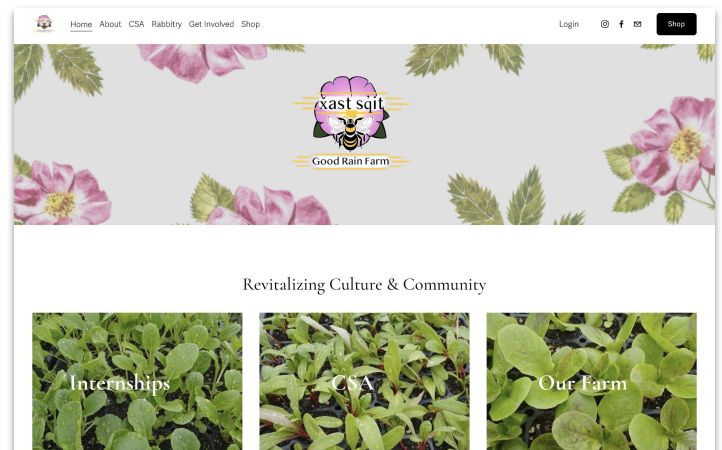 Home About CSA Rabbitry Get Involved Shop Login Shop
x̌ast sqit
Good Rain Farm
Revitalizing Culture & Community
Internships CSA Our Farm